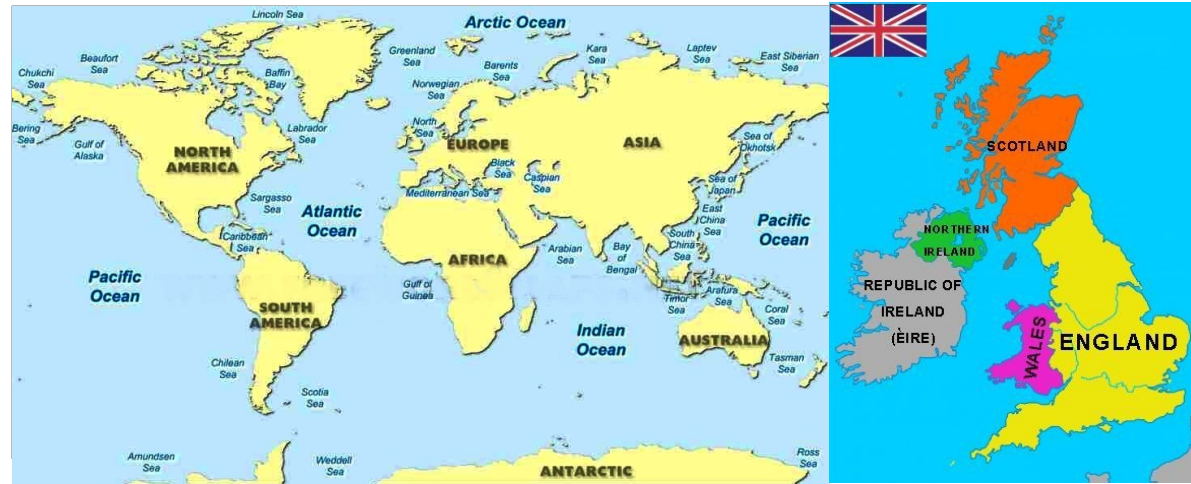 Lincoln Sea
Arctic Ocean
Beaufort
Sea
Greenland
Sea
Kara
Sea
Laptev
Sea
East Siberian
Sea
Chukchi
Sea
Baffin
Bay
Barents
Sea
Norwegian
Sea
Bering
Sea
Gulf of
Alaska
Labrador
Sea
North
Sea
EUROPE
ASIA
Sea of
Okhotsk
NORTH
AMERICA
Black
Sea
Caspian
Sea
Sea of
Japan
Mediterranean Sea
Sargasso
Sea
Atlantic
Ocean
East
China
Sea
Pacific
Ocean
Caribbean
Sea
South
China
Sea
Arabian
Sea
Bay
of
Bengal
AFRICA
Pacific
Ocean
Gulf of
Guinea
Timor
Sea
Arafura
Sea
Coral
Sea
SOUTH
AMERICA
Indian
Ocean
AUSTRALIA
Chilean
Sea
Tasman
Sea
Scotia
Sea
Amundsen
Sea
Weddell
Sea
Ross
Sea
ANTARCTIC
SCOTLAND
NORTHERN
IRELAND
REPUBLIC OF
IRELAND
(ÈIRE)
WALES
ENGLAND